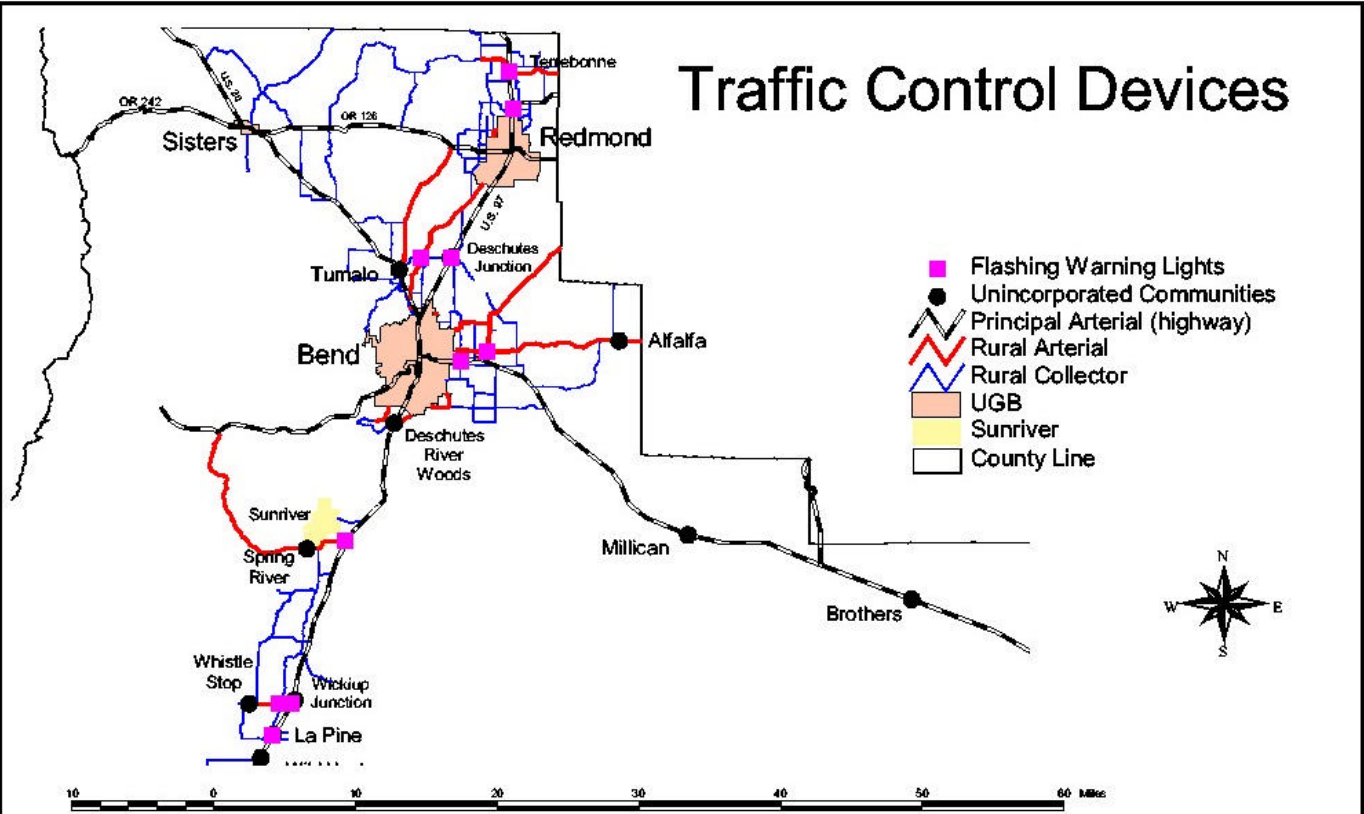 Traffic Control Devices
Terrebonne
U.S. 20
OR 242
OR 126
Sisters
Redmond
U.S. 97
Deschutes
Junction
Tumalo
Flashing Warning Lights
Unincorporated Communities
Principal Arterial (highway)
Rural Arterial
Rural Collector
UGB
Sunriver
County Line
Bend
Alfalfa
Deschutes
River
Woods
Sunriver
Spring
River
Millican
Brothers
N
W
E
S
Whistle
Stop
Wickiup
Junction
La Pine
10 0 10 20 30 40 50 60 Miles